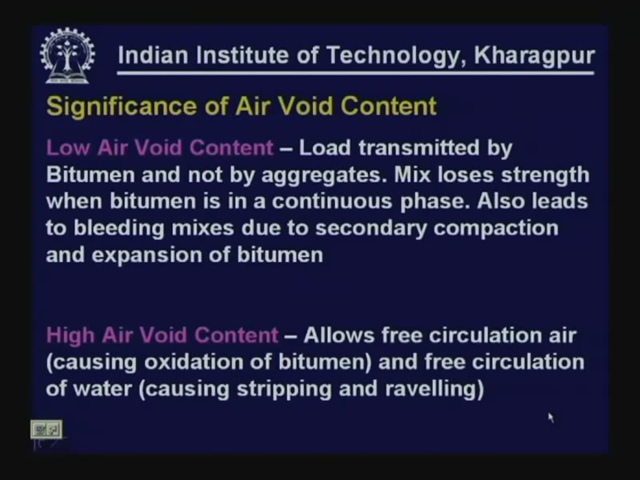 Indian Institute of Technology, Kharagpur
Significance of Air Void Content
Low Air Void Content – Load transmitted by
Bitumen and not by aggregates. Mix loses strength
when bitumen is in a continuous phase. Also leads
to bleeding mixes due to secondary compaction
and expansion of bitumen
High Air Void Content – Allows free circulation air
(causing oxidation of bitumen) and free circulation
of water (causing stripping and ravelling)